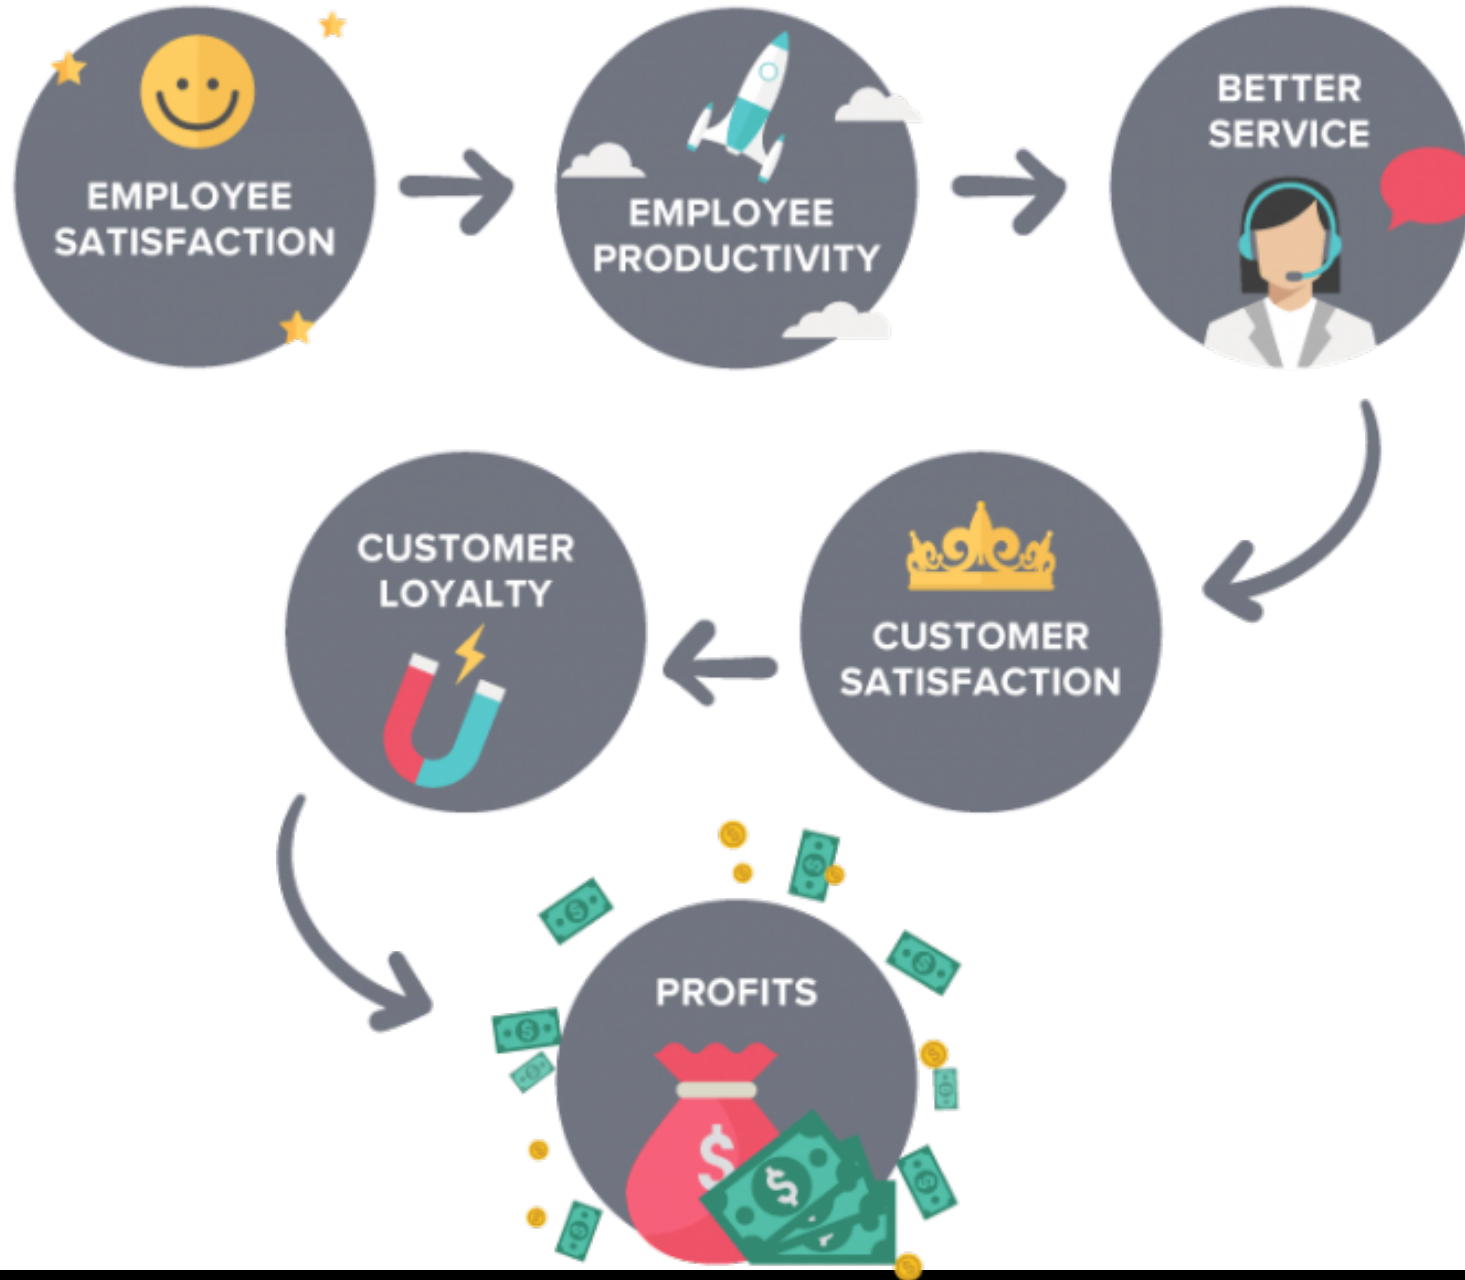 EMPLOYEE
SATISFACTION
EMPLOYEE
PRODUCTIVITY
BETTER
SERVICE
CUSTOMER
SATISFACTION
CUSTOMER
LOYALTY
PROFITS
$
$